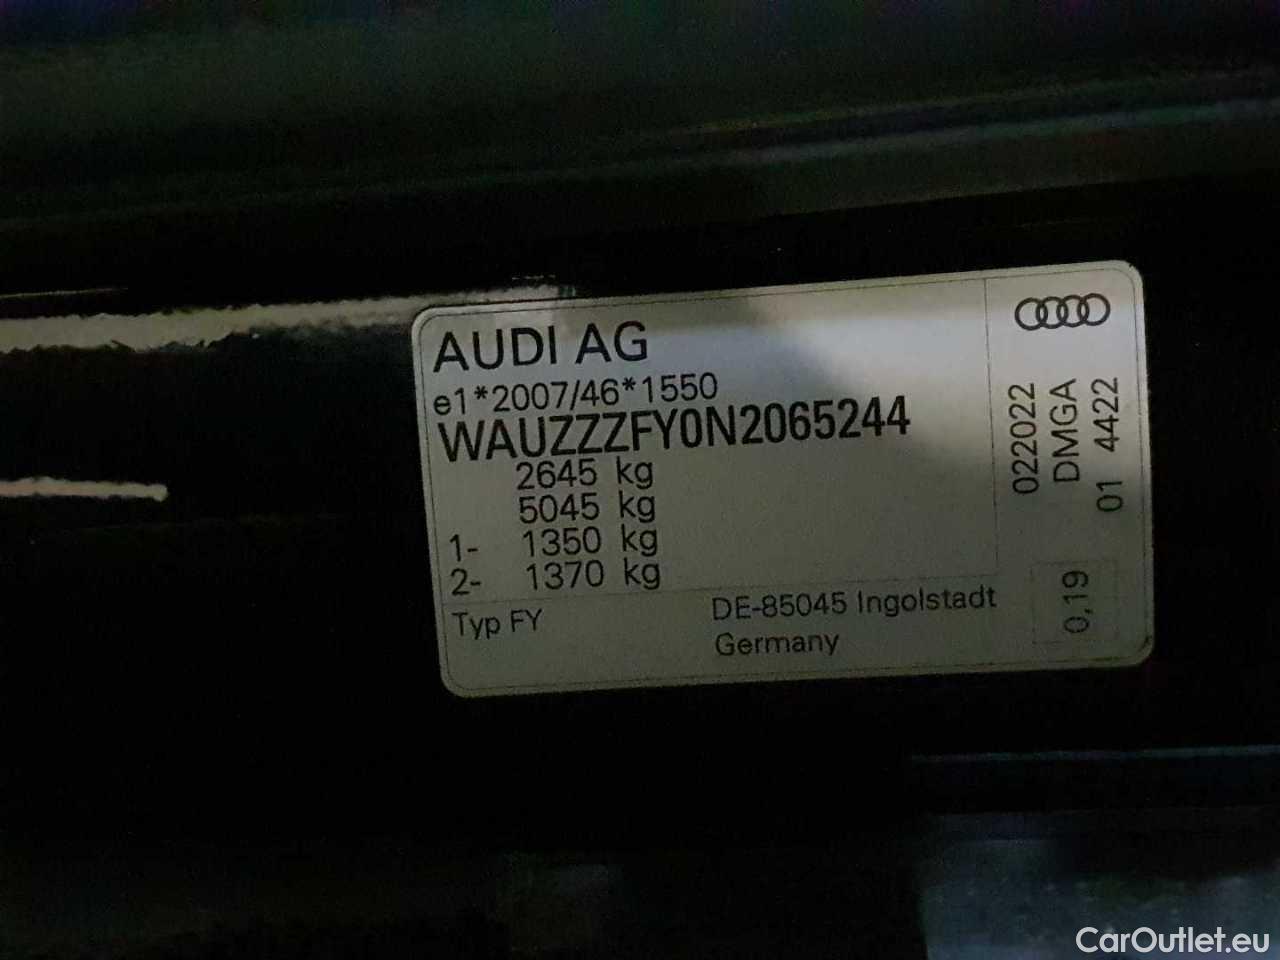 AUDI AG
e1*2007/46*1550
WAUZZZFY0N2065244
2645 kg
5045 kg
1- 1350 kg
2- 1370 kg
Typ FY
DE-85045 Ingolstadt
Germany
022022
DMGA
01 4422
0,19
CarOutlet.eu